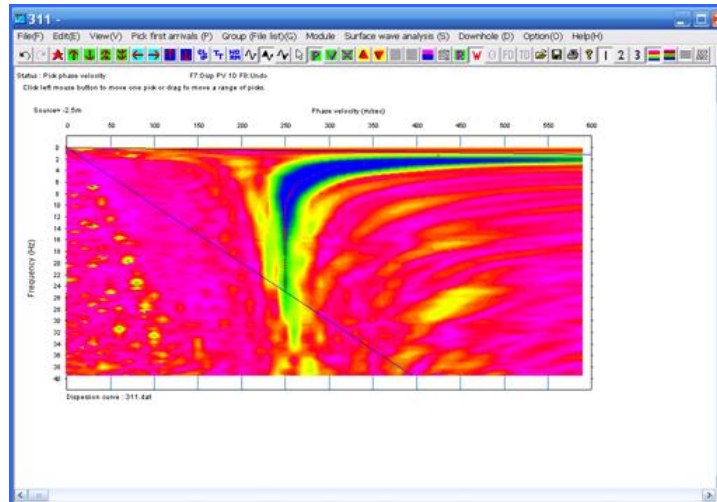 311 -
File(F) Edit(E) View(V) Pick first arrivals (P) Group (File list)(G) Module Surface wave analysis (S) Downhole (D) Option(O) Help(H)
1 2 3
Status : Pick phase velocity F7:Disp PV 1D F8:Undo
Click left mouse button to move one pick or drag to move a range of picks.
Source= -2.5m Phase velocity (m/sec)
0 50 100 150 200 250 300 350 400 450 500 550 600
0
2
4
6
8
10
12
14
16
18
20
22
24
26
28
30
32
34
36
38
40
Frequency (Hz)
Dispersion curve : 311.dat